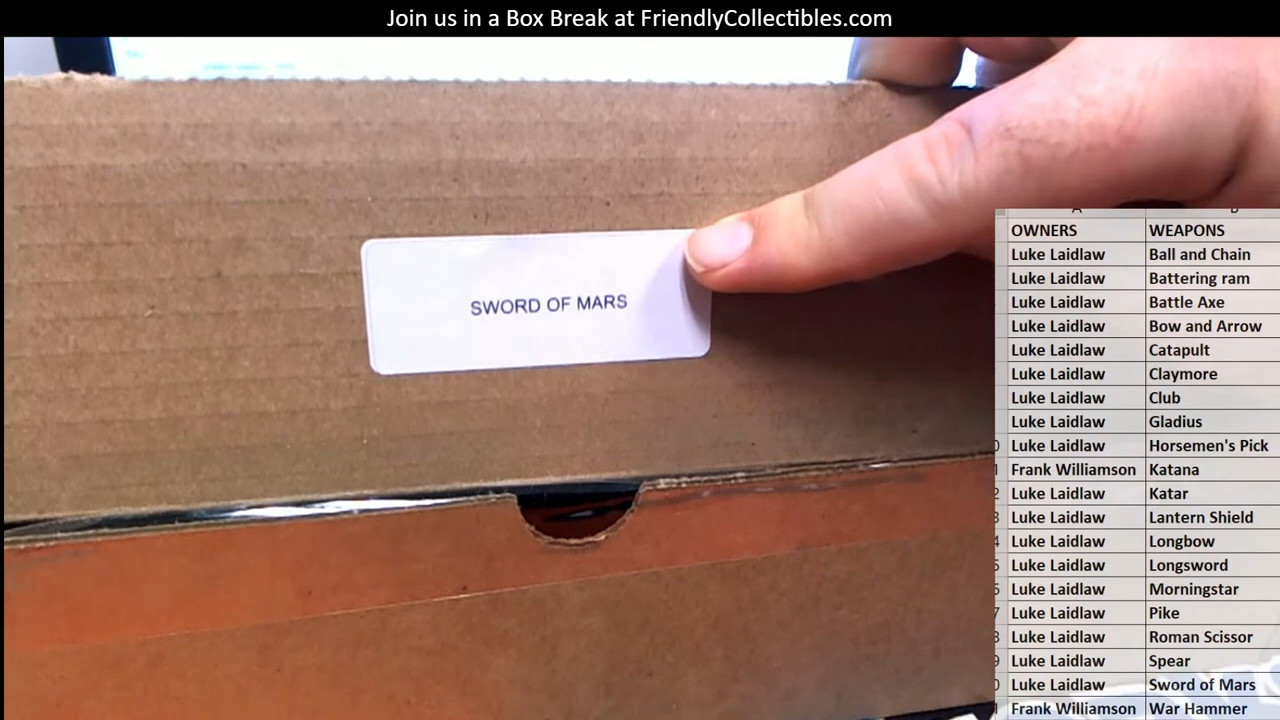 Join us in a Box Break at FriendlyCollectibles.com
SWORD OF MARS
OWNERS WEAPONS
Luke Laidlaw Ball and Chain
Luke Laidlaw Battering ram
Luke Laidlaw Battle Axe
Luke Laidlaw Bow and Arrow
Luke Laidlaw Catapult
Luke Laidlaw Claymore
Luke Laidlaw Club
Luke Laidlaw Gladius
Luke Laidlaw Horsemen's Pick
Frank Williamson Katana
Luke Laidlaw Katar
Luke Laidlaw Lantern Shield
Luke Laidlaw Longbow
Luke Laidlaw Longsword
Luke Laidlaw Morningstar
Luke Laidlaw Pike
Luke Laidlaw Roman Scissor
Luke Laidlaw Spear
Luke Laidlaw Sword of Mars
Frank Williamson War Hammer